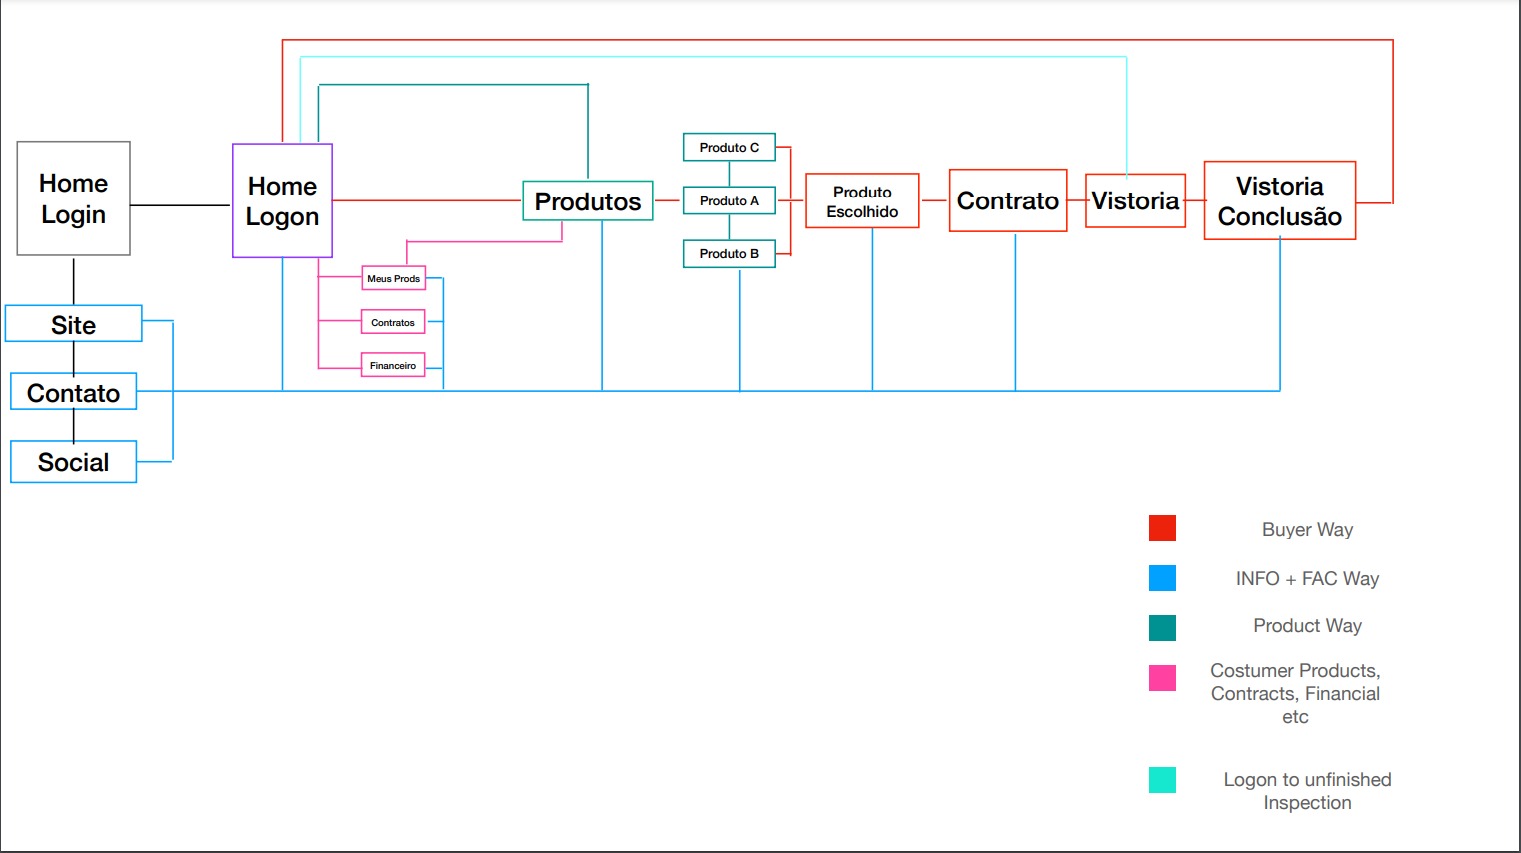 Home
Login
Home
Logon
Produtos
Produto C
Produto A
Produto B
Produto
Escolhido
Contrato
Vistoria
Vistoria
Conclusão
Meus Prods
Contratos
Financeiro
Site
Contato
Social
Buyer Way
INFO + FAC Way
Product Way
Costumer Products,
Contracts, Financial
etc
Logon to unfinished
Inspection